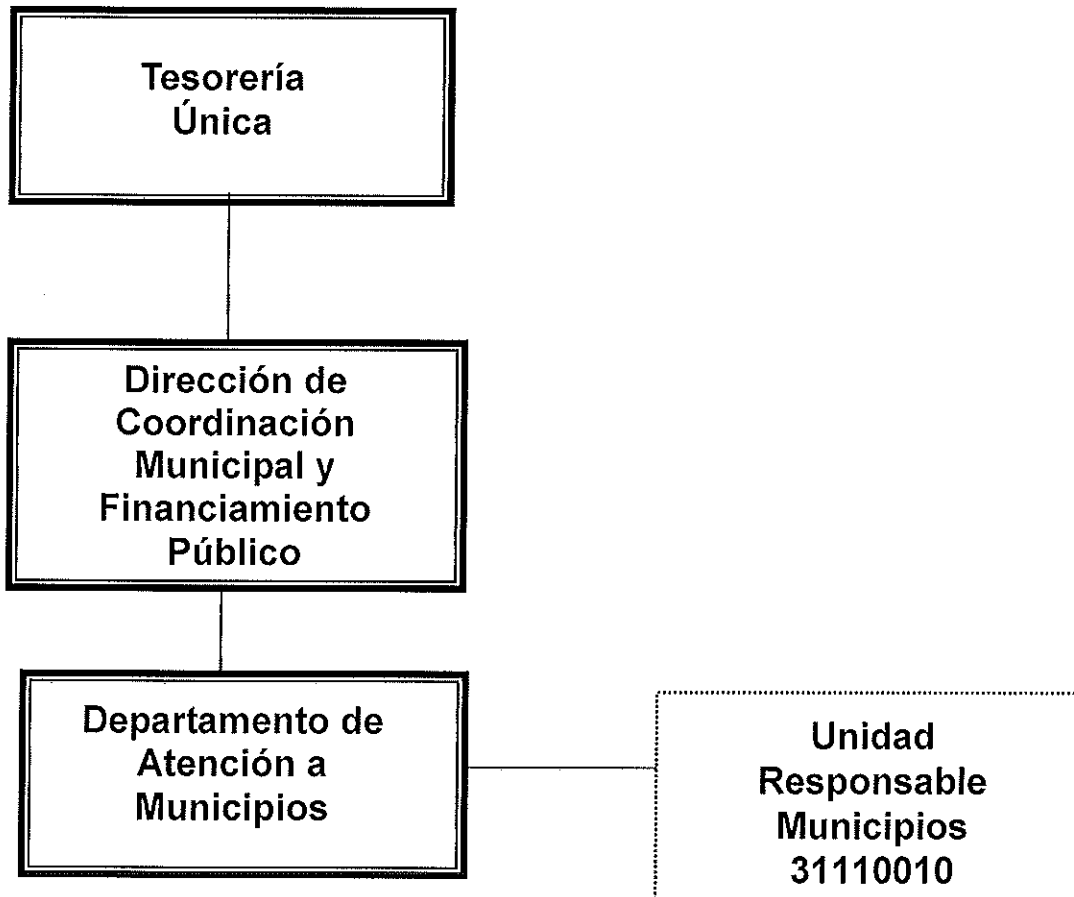 Tesorería
Única
Dirección de
Coordinación
Municipal y
Financiamiento
Público
Departamento de
Atención a
Municipios
Unidad
Responsable
Municipios
31110010